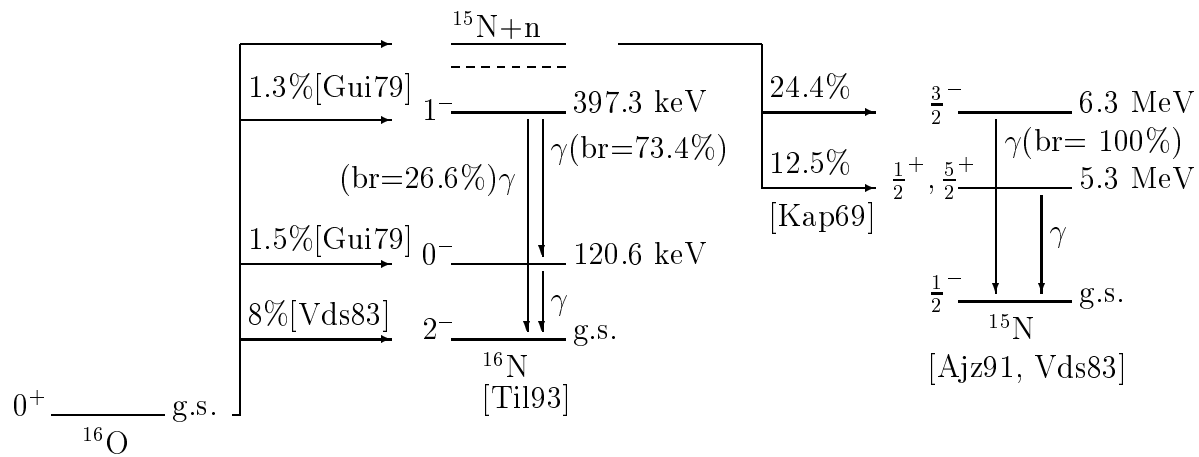 ¹⁵N+n
1.3%[Gui79]
1⁻
397.3 keV
γ(br=73.4%)
(br=26.6%)γ
1.5%[Gui79]
0⁻
120.6 keV
γ
8%[Vds83]
2⁻
g.s.
¹⁶N
[Til93]
0⁺
g.s.
¹⁶O
24.4%
3/2⁻
6.3 MeV
γ(br= 100%)
12.5%
1/2⁺, 5/2⁺
5.3 MeV
[Kap69]
γ
1/2⁻
g.s.
¹⁵N
[Ajz91, Vds83]